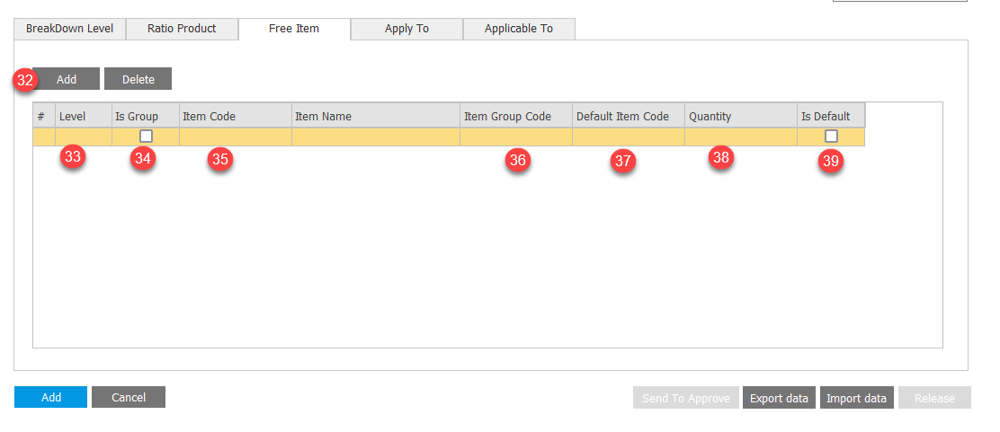 BreakDown Level Ratio Product Free Item Apply To Applicable To
32 Add Delete
# Level Is Group Item Code Item Name Item Group Code Default Item Code Quantity Is Default
33 34 35 36 37 38 39
Add Cancel Send To Approve Export data Import data Release